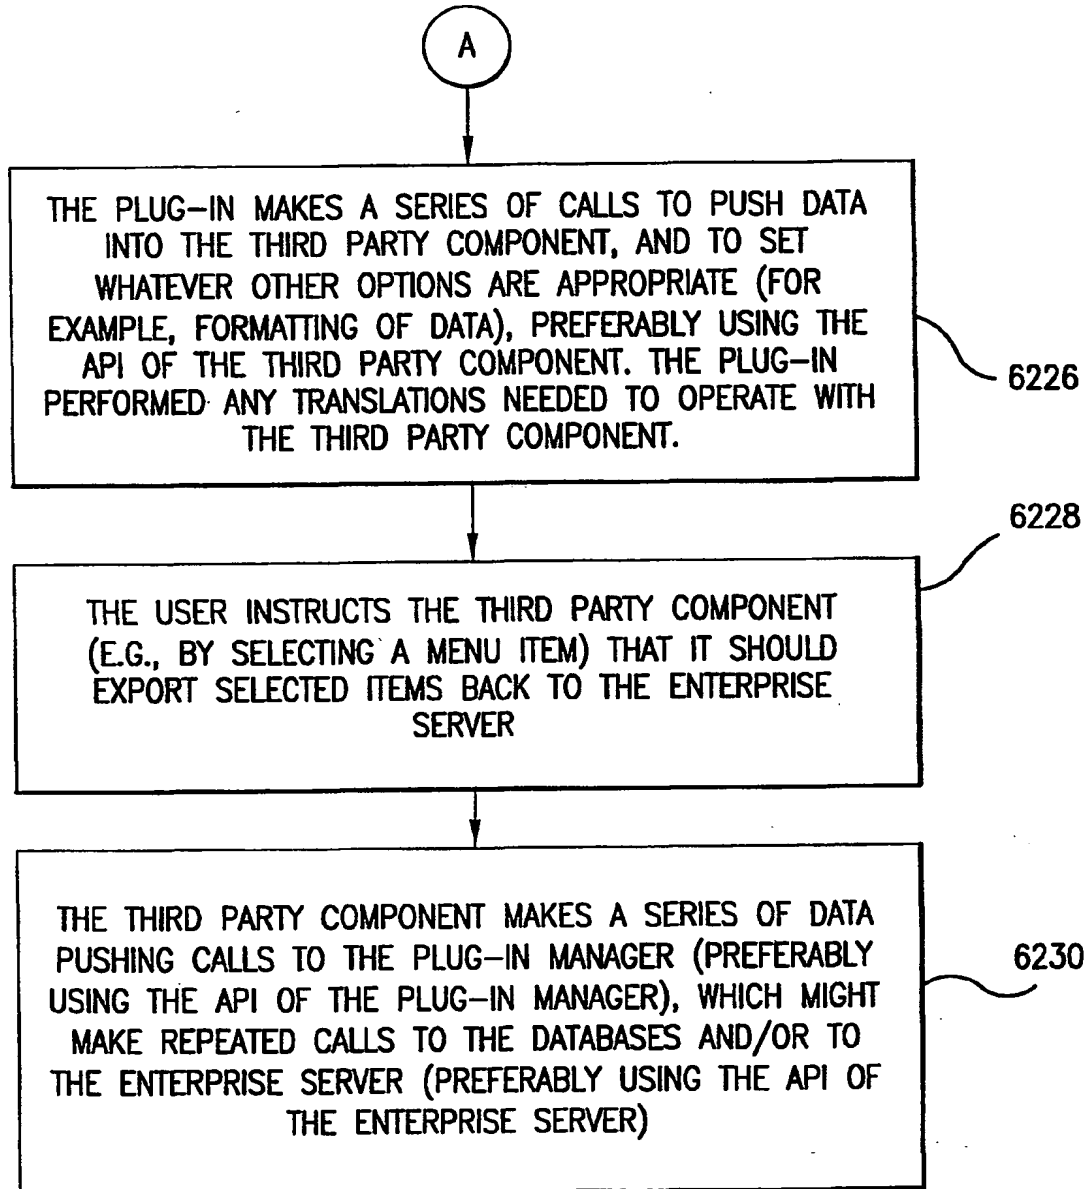 A
THE PLUG-IN MAKES A SERIES OF CALLS TO PUSH DATA
INTO THE THIRD PARTY COMPONENT, AND TO SET
WHATEVER OTHER OPTIONS ARE APPROPRIATE (FOR
EXAMPLE, FORMATTING OF DATA), PREFERABLY USING THE
API OF THE THIRD PARTY COMPONENT. THE PLUG-IN
PERFORMED ANY TRANSLATIONS NEEDED TO OPERATE WITH
THE THIRD PARTY COMPONENT.
6226
6228
THE USER INSTRUCTS THE THIRD PARTY COMPONENT
(E.G., BY SELECTING A MENU ITEM) THAT IT SHOULD
EXPORT SELECTED ITEMS BACK TO THE ENTERPRISE
SERVER
THE THIRD PARTY COMPONENT MAKES A SERIES OF DATA
PUSHING CALLS TO THE PLUG-IN MANAGER (PREFERABLY
USING THE API OF THE PLUG-IN MANAGER), WHICH MIGHT
MAKE REPEATED CALLS TO THE DATABASES AND/OR TO
THE ENTERPRISE SERVER (PREFERABLY USING THE API OF
THE ENTERPRISE SERVER)
6230